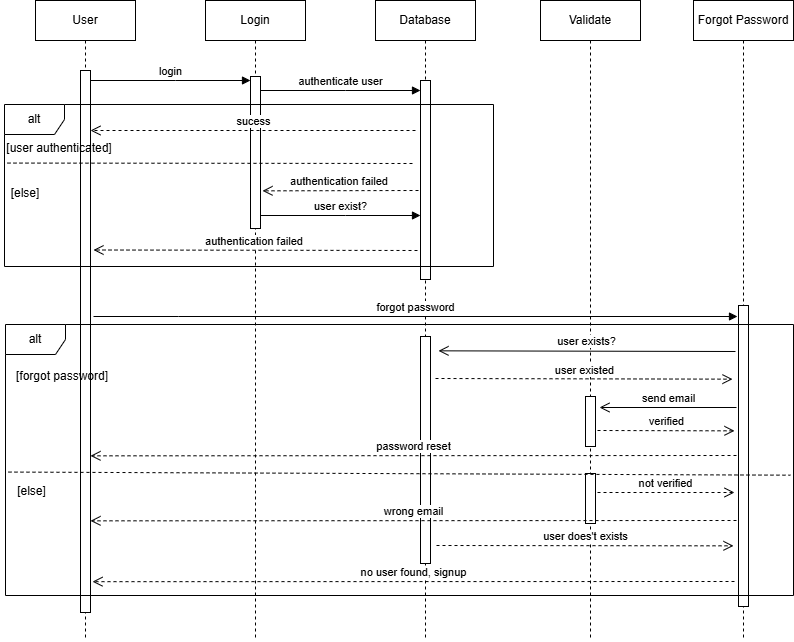 User
Login
Database
Validate
Forgot Password
login
authenticate user
alt
sucess
[user authenticated]
authentication failed
[else]
user exist?
authentication failed
forgot password
alt
user exists?
user existed
[forgot password]
send email
verified
password reset
not verified
[else]
wrong email
user does't exists
no user found, signup